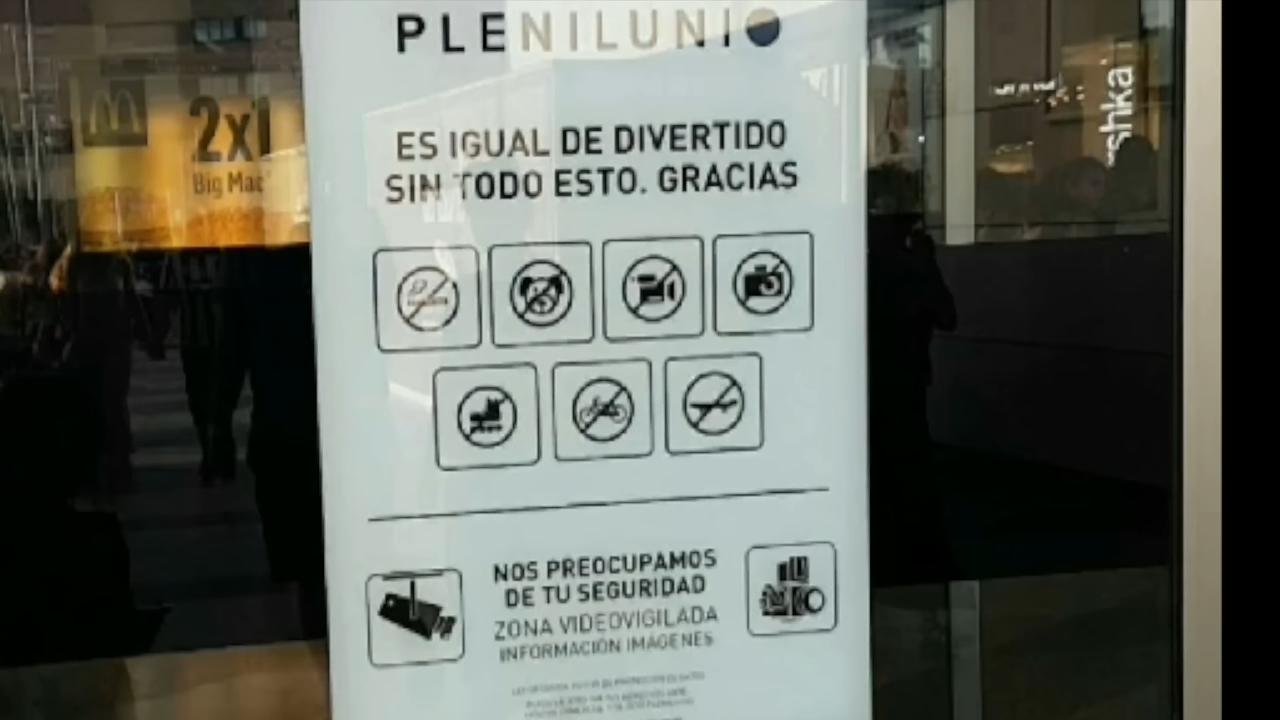 PLENILUNIO
ES IGUAL DE DIVERTIDO
SIN TODO ESTO. GRACIAS
NOS PREOCUPAMOS
DE TU SEGURIDAD
ZONA VIDEOVIGILADA
INFORMACIÓN IMÁGENES
2x1
Big Mac
shka